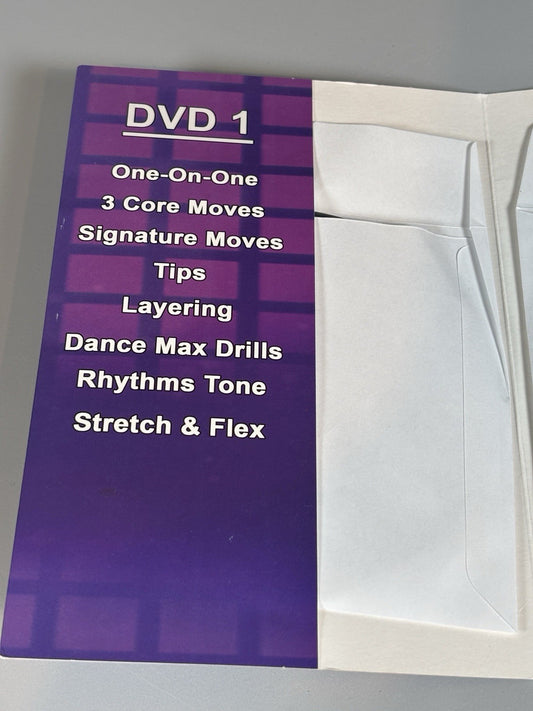 DVD 1
One-On-One
3 Core Moves
Signature Moves
Tips
Layering
Dance Max Drills
Rhythms Tone
Stretch & Flex